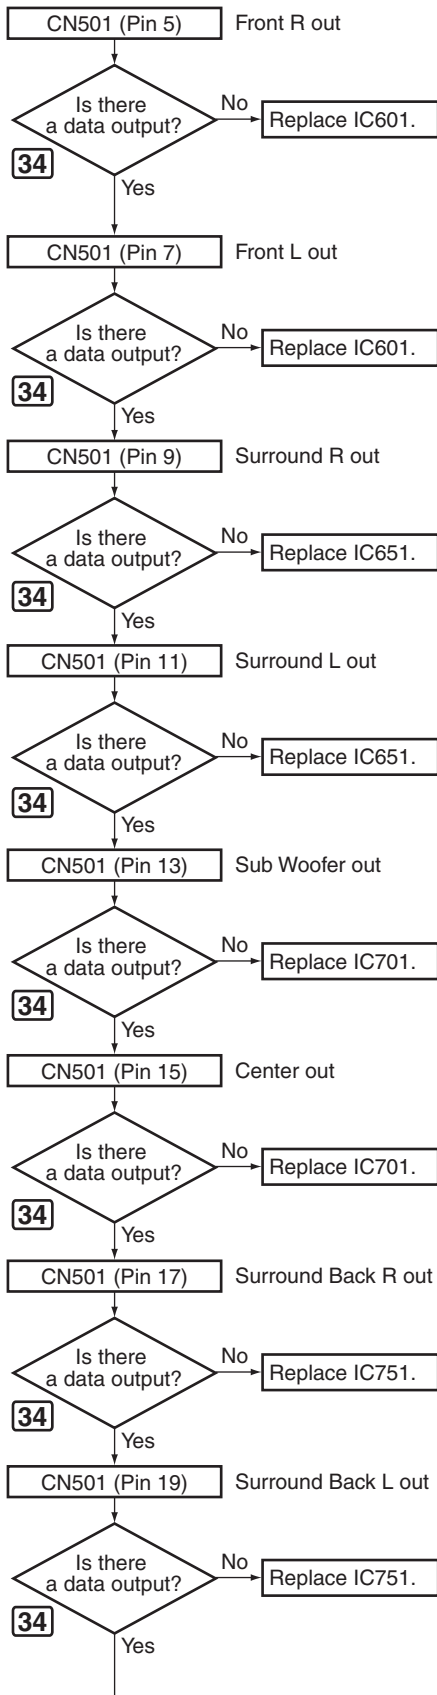 CN501 (Pin 5) Front R out
Is there
a data output?
No
Replace IC601.
34
Yes
CN501 (Pin 7) Front L out
Is there
a data output?
No
Replace IC601.
34
Yes
CN501 (Pin 9) Surround R out
Is there
a data output?
No
Replace IC651.
34
Yes
CN501 (Pin 11) Surround L out
Is there
a data output?
No
Replace IC651.
34
Yes
CN501 (Pin 13) Sub Woofer out
Is there
a data output?
No
Replace IC701.
34
Yes
CN501 (Pin 15) Center out
Is there
a data output?
No
Replace IC701.
34
Yes
CN501 (Pin 17) Surround Back R out
Is there
a data output?
No
Replace IC751.
34
Yes
CN501 (Pin 19) Surround Back L out
Is there
a data output?
No
Replace IC751.
34
Yes